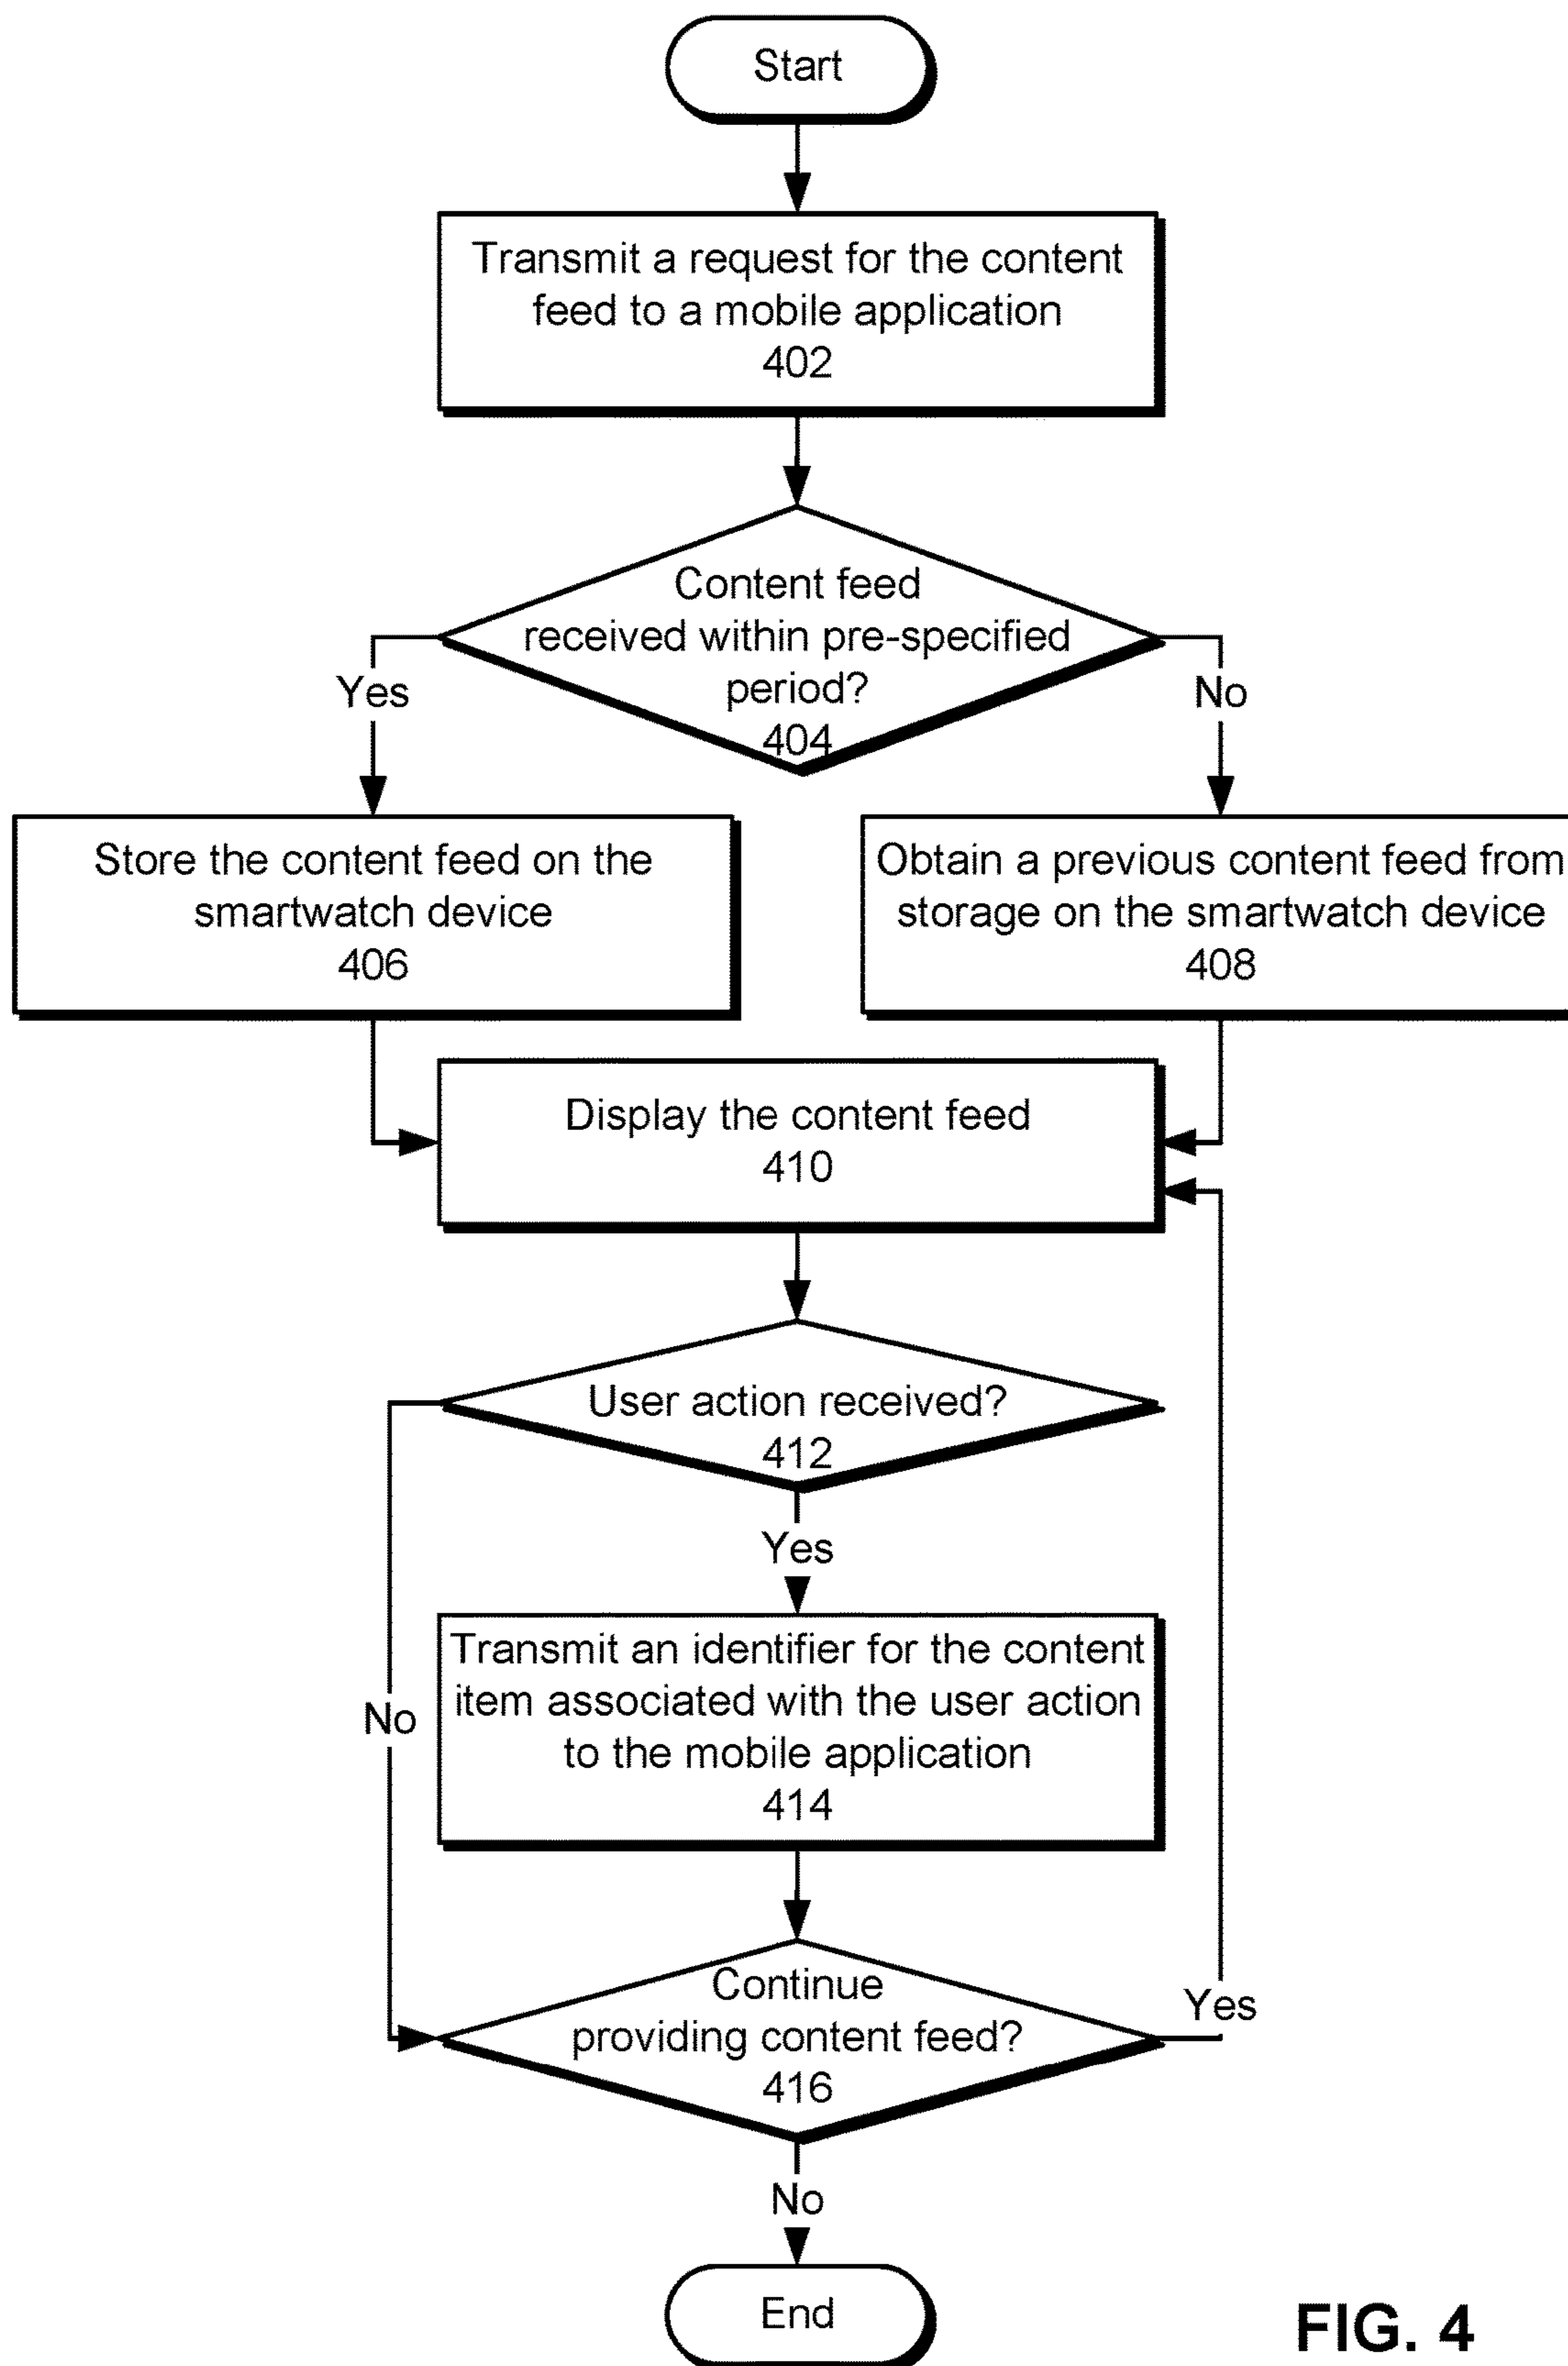 Start
Transmit a request for the content
feed to a mobile application
402
Content feed
received within pre-specified
period?
404
Yes
No
Store the content feed on the
smartwatch device
406
Obtain a previous content feed from
storage on the smartwatch device
408
Display the content feed
410
User action received?
412
Yes
No
Transmit an identifier for the content
item associated with the user action
to the mobile application
414
Continue
providing content feed?
416
Yes
No
End
FIG. 4